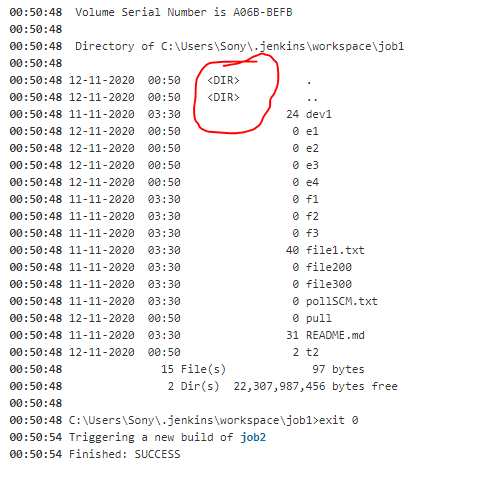 00:50:48  Volume Serial Number is A06B-BEFB
00:50:48
00:50:48  Directory of C:\Users\Sony\.jenkins\workspace\job1
00:50:48
00:50:48 12-11-2020  00:50    <DIR>          .
00:50:48 12-11-2020  00:50    <DIR>          ..
00:50:48 11-11-2020  03:30                24 dev1
00:50:48 12-11-2020  00:50                 0 e1
00:50:48 12-11-2020  00:50                 0 e2
00:50:48 12-11-2020  00:50                 0 e3
00:50:48 12-11-2020  00:50                 0 e4
00:50:48 11-11-2020  03:30                 0 f1
00:50:48 11-11-2020  03:30                 0 f2
00:50:48 11-11-2020  03:30                 0 f3
00:50:48 11-11-2020  03:30                40 file1.txt
00:50:48 11-11-2020  03:30                 0 file200
00:50:48 11-11-2020  03:30                 0 file300
00:50:48 11-11-2020  03:30                 0 pollSCM.txt
00:50:48 12-11-2020  00:50                 0 pull
00:50:48 11-11-2020  03:30                31 README.md
00:50:48 12-11-2020  00:50                 2 t2
00:50:48               15 File(s)             97 bytes
00:50:48                2 Dir(s)  22,307,987,456 bytes free
00:50:48
00:50:48 C:\Users\Sony\.jenkins\workspace\job1>exit 0
00:50:54 Triggering a new build of job2
00:50:54 Finished: SUCCESS